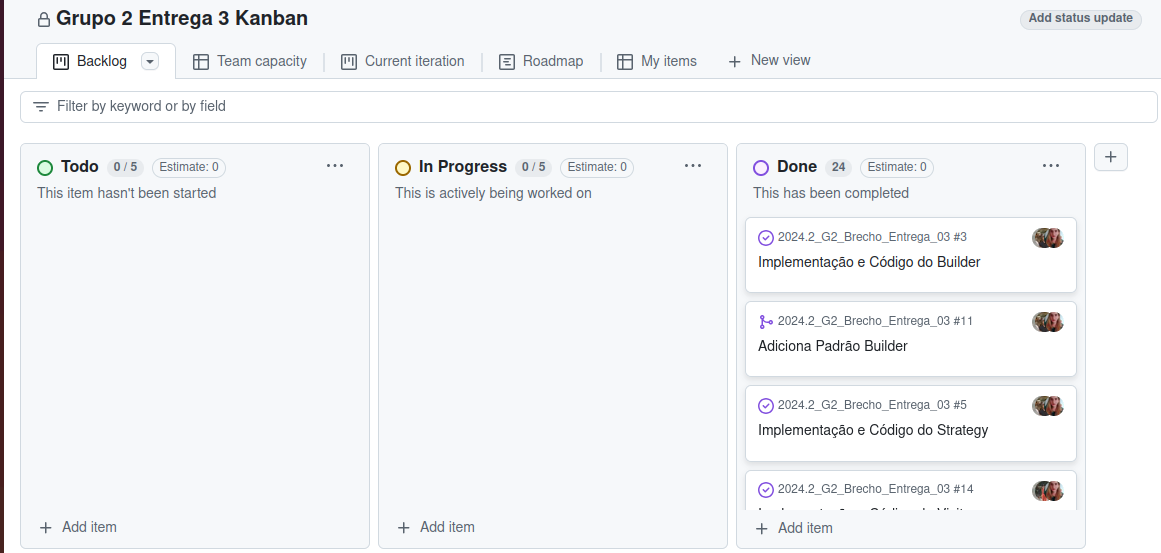 Grupo 2 Entrega 3 Kanban
Add status update
Backlog
Team capacity
Current iteration
Roadmap
My items
New view
Filter by keyword or by field
Todo 0 / 5 Estimate: 0
This item hasn't been started
Add item
In Progress 0 / 5 Estimate: 0
This is actively being worked on
Add item
Done 24 Estimate: 0
This has been completed
2024.2_G2_Brecho_Entrega_03 #3
Implementação e Código do Builder
2024.2_G2_Brecho_Entrega_03 #11
Adiciona Padrão Builder
2024.2_G2_Brecho_Entrega_03 #5
Implementação e Código do Strategy
2024.2_G2_Brecho_Entrega_03 #14
Add item